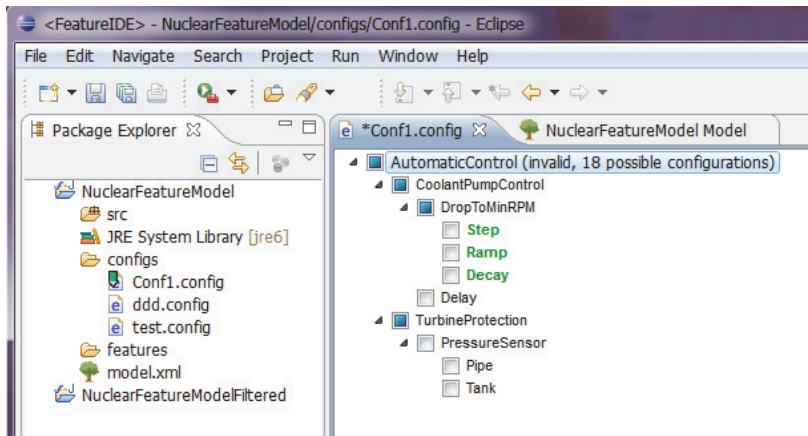 <FeatureIDE> - NuclearFeatureModel/configs/Conf1.config - Eclipse
File Edit Navigate Search Project Run Window Help
Package Explorer
*Conf1.config NuclearFeatureModel Model
NuclearFeatureModel
src
JRE System Library [jre6]
configs
Conf1.config
ddd.config
test.config
features
model.xml
NuclearFeatureModelFiltered
AutomaticControl (invalid, 18 possible configurations)
CoolantPumpControl
DropToMinRPM
Step
Ramp
Decay
Delay
TurbineProtection
PressureSensor
Pipe
Tank